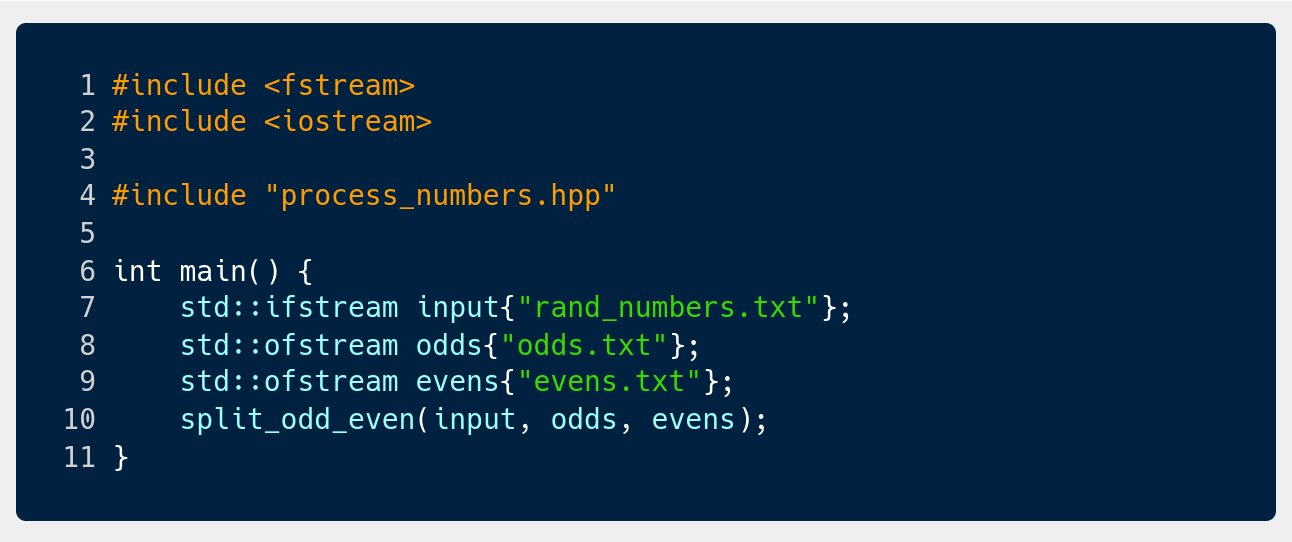 1 #include <fstream>
2 #include <iostream>
3
4 #include "process_numbers.hpp"
5
6 int main() {
7     std::ifstream input{"rand_numbers.txt"};
8     std::ofstream odds{"odds.txt"};
9     std::ofstream evens{"evens.txt"};
10     split_odd_even(input, odds, evens);
11 }